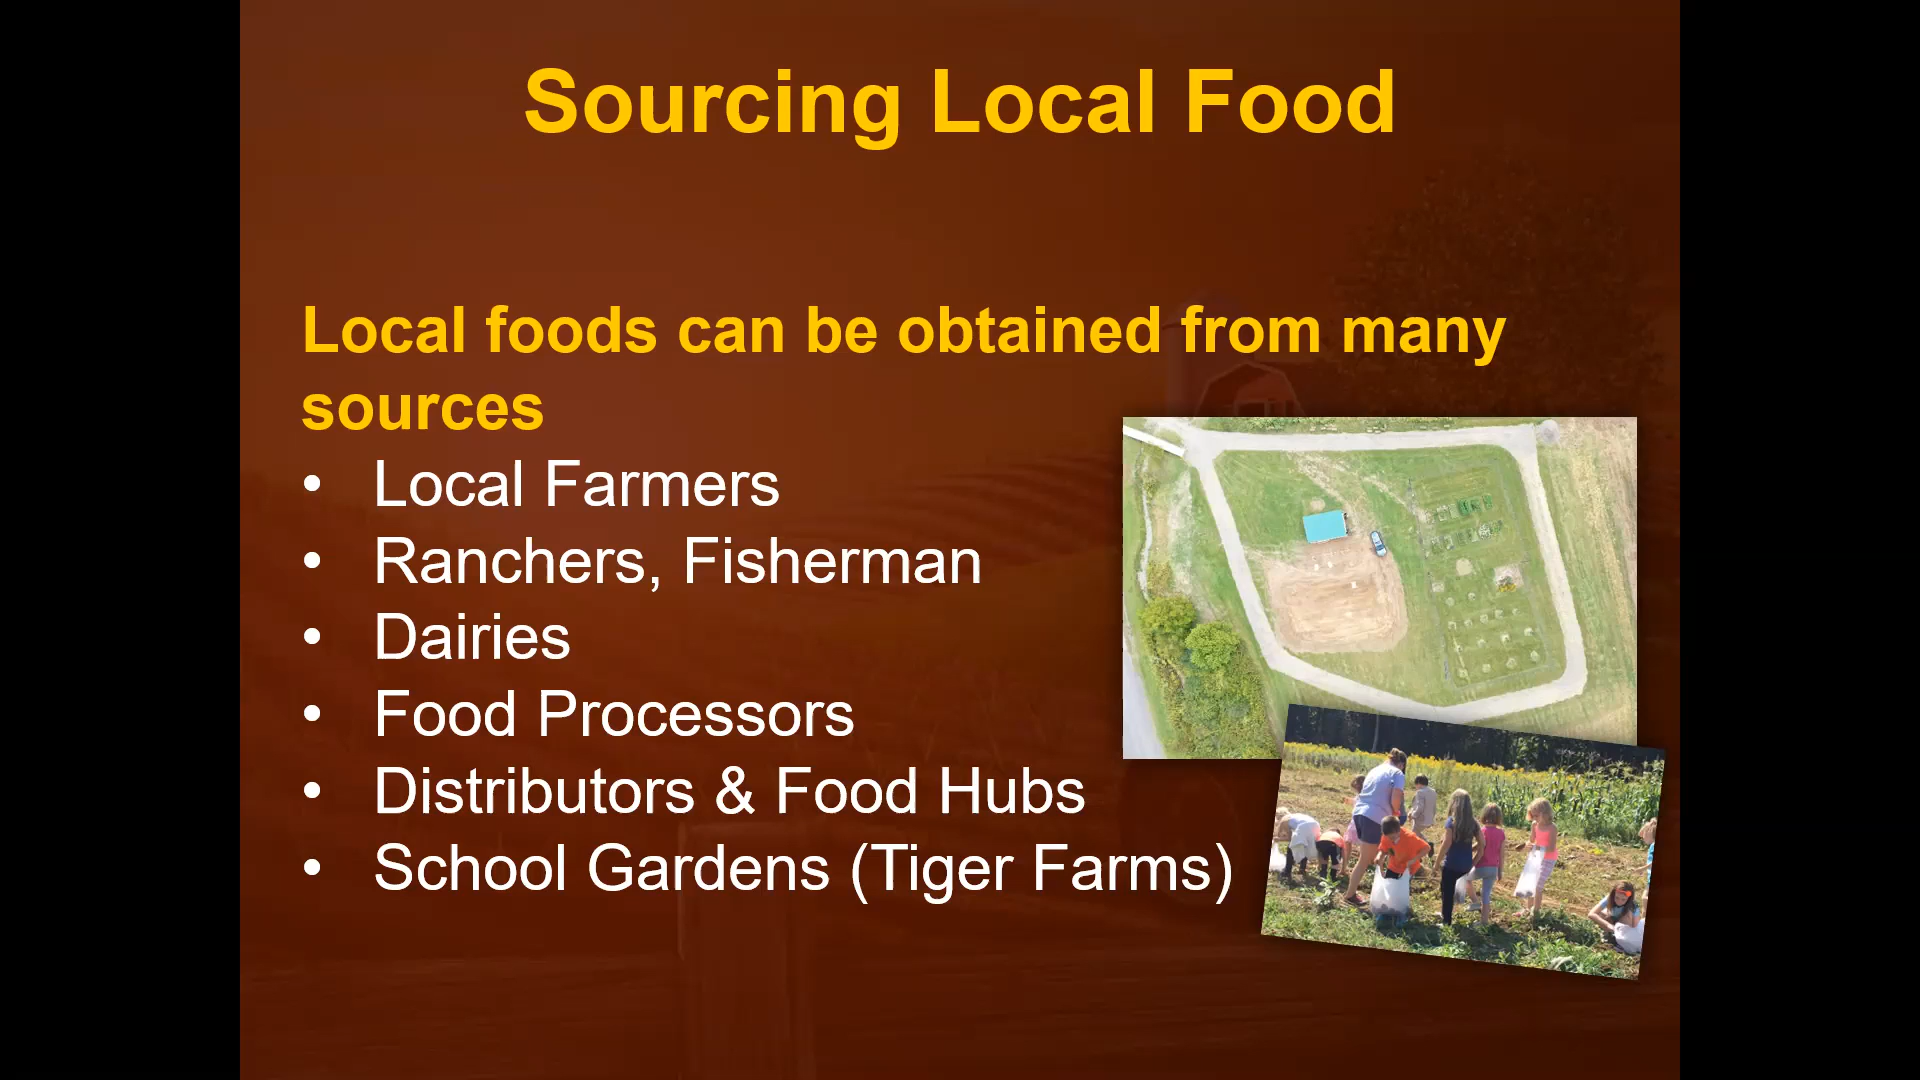 Sourcing Local Food
Local foods can be obtained from many
sources
• Local Farmers
• Ranchers, Fisherman
• Dairies
• Food Processors
• Distributors & Food Hubs
• School Gardens (Tiger Farms)